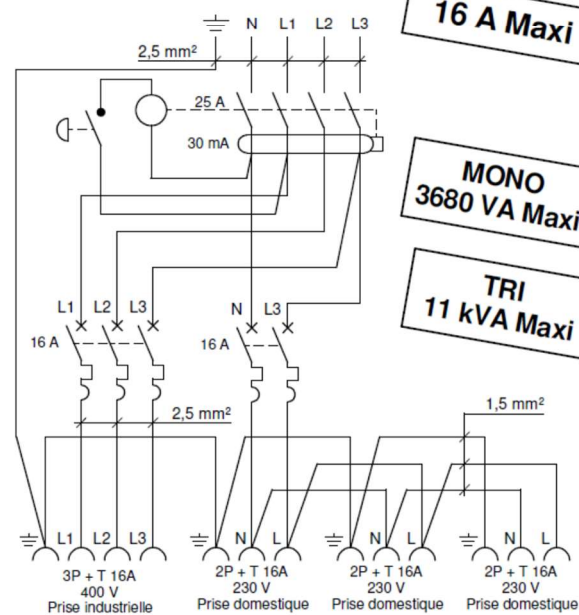 N L1 L2 L3
16 A Maxi
2,5 mm²
25 A
30 mA
MONO
3680 VA Maxi
TRI
11 kVA Maxi
L1 L2 L3
N L3
16 A
16 A
2,5 mm²
1,5 mm²
L1 L2 L3
N L
N L
N L
3P + T 16A
400 V
Prise industrielle
2P + T 16A
230 V
Prise domestique
2P + T 16A
230 V
Prise domestique
2P + T 16A
230 V
Prise domestique